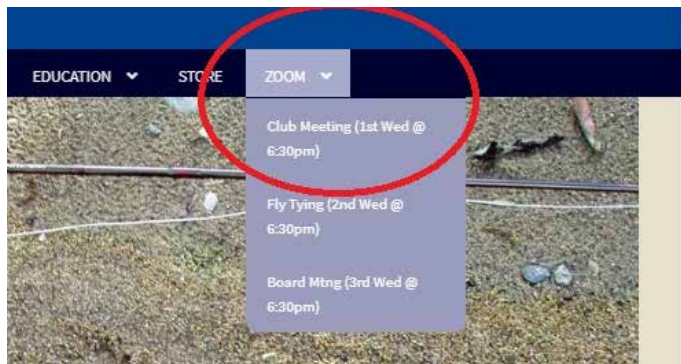 EDUCATION STORE ZOOM
Club Meeting (1st Wed @
6:30pm)
Fly Tying (2nd Wed @
6:30pm)
Board Mtng (3rd Wed @
6:30pm)